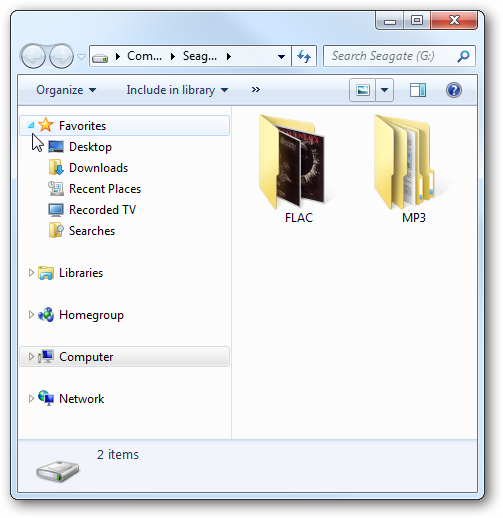 Com... Seag... Search Seagate (G:)
Organize Include in library »
Favorites
Desktop
Downloads
Recent Places
Recorded TV
Searches
Libraries
Homegroup
Computer
Network
FLAC MP3
2 items